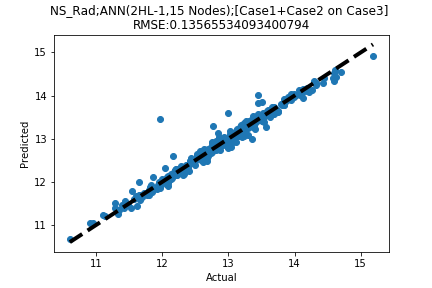 NS_Rad;ANN(2HL-1,15 Nodes);[Case1+Case2 on Case3]
RMSE:0.13565534093400794
15
14
13
12
11
Predicted
11 12 13 14 15
Actual